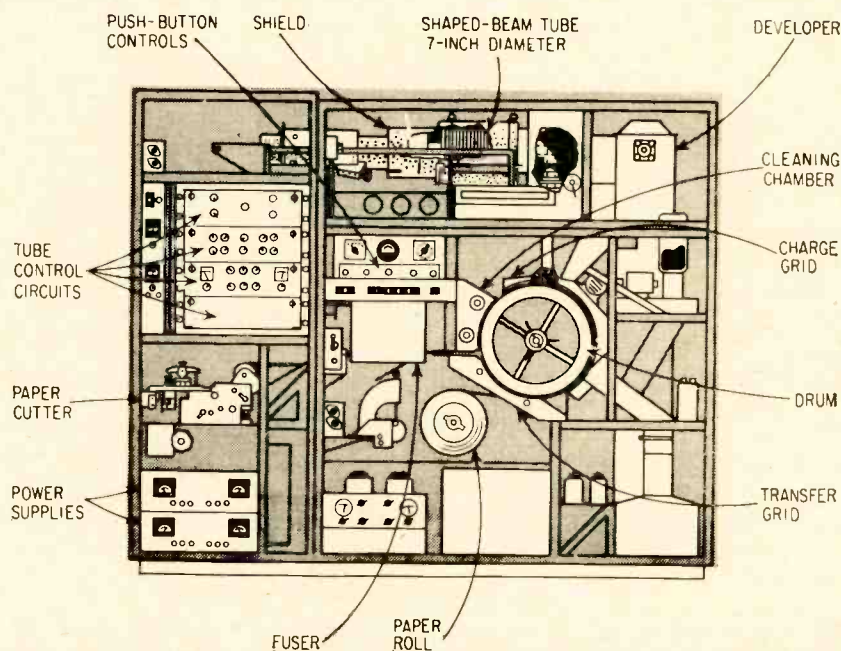 PUSH-BUTTON
CONTROLS
SHIELD
SHAPED-BEAM TUBE
7-INCH DIAMETER
DEVELOPER
CLEANING
CHAMBER
CHARGE
GRID
TUBE
CONTROL
CIRCUITS
PAPER
CUTTER
DRUM
POWER
SUPPLIES
TRANSFER
GRID
FUSER
PAPER
ROLL